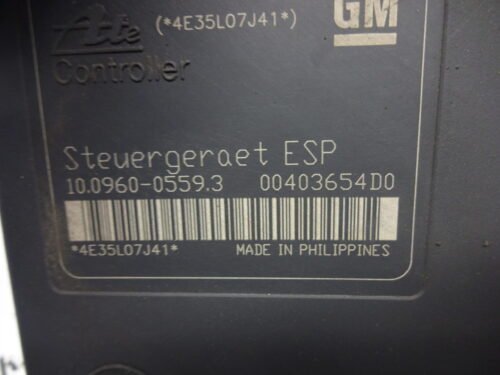 Ate
(*4E35L07J41*)
GM
Controller
Steuergeraet ESP
10.0960-0559.3 00403654D0
*4E35L07J41*
MADE IN PHILIPPINES